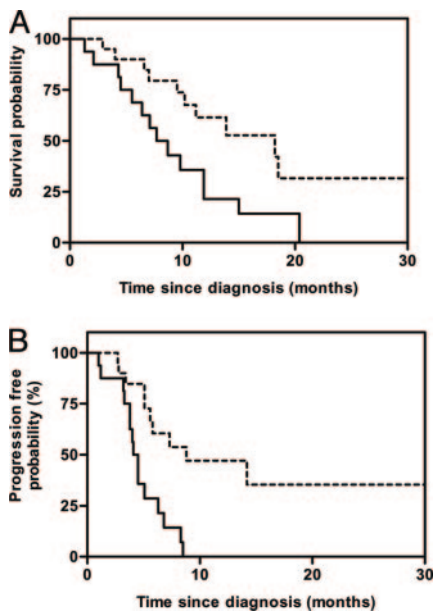 A
100
75
50
25
0
Survival probability
0 10 20 30
Time since diagnosis (months)
B
100
75
50
25
0
Progression free
probability (%)
0 10 20 30
Time since diagnosis (months)